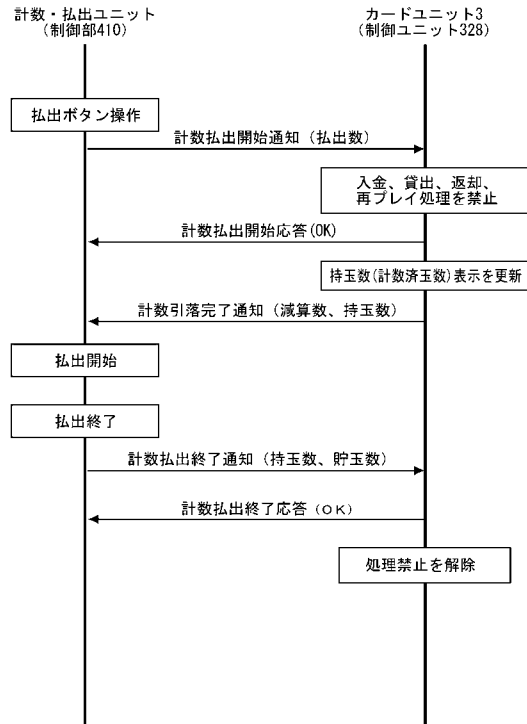 計数・払出ユニット
(制御部410)
カードユニット3
(制御ユニット328)
払出ボタン操作
計数払出開始通知（払出数）
入金、貸出、返却、
再プレイ処理を禁止
計数払出開始応答(OK)
持玉数(計数済玉数)表示を更新
計数引落完了通知（減算数、持玉数）
払出開始
払出終了
計数払出終了通知（持玉数、貯玉数）
計数払出終了応答（ＯＫ）
処理禁止を解除